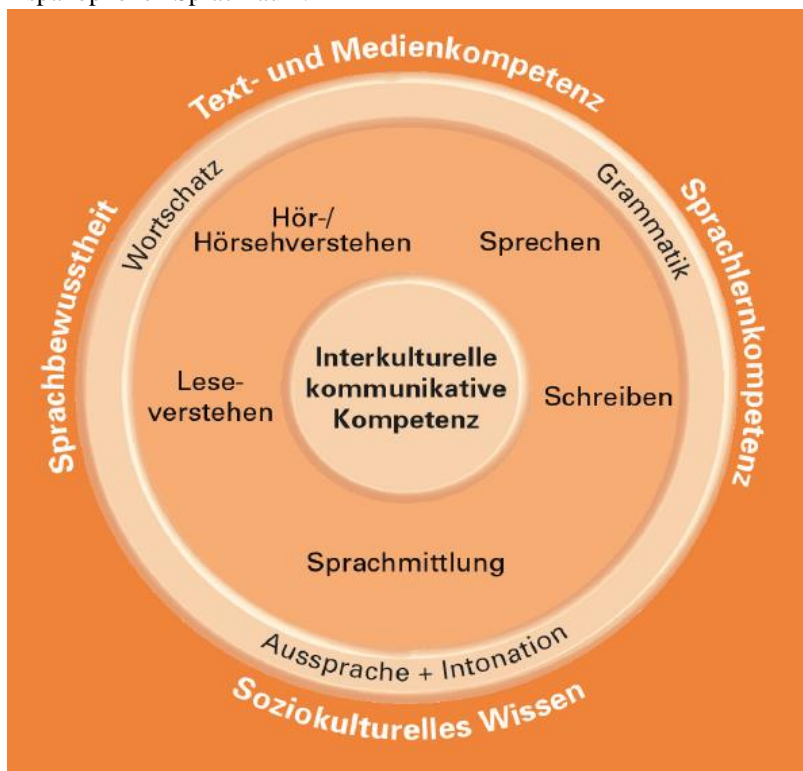 Text- und Medienkompetenz
Sprachbewusstheit
Sprachlernkompetenz
Wortschatz
Grammatik
Hör-/
Hörsehverstehen
Sprechen
Interkulturelle
kommunikative
Kompetenz
Lese-
verstehen
Schreiben
Sprachmittlung
Aussprache + Intonation
Soziokulturelles Wissen